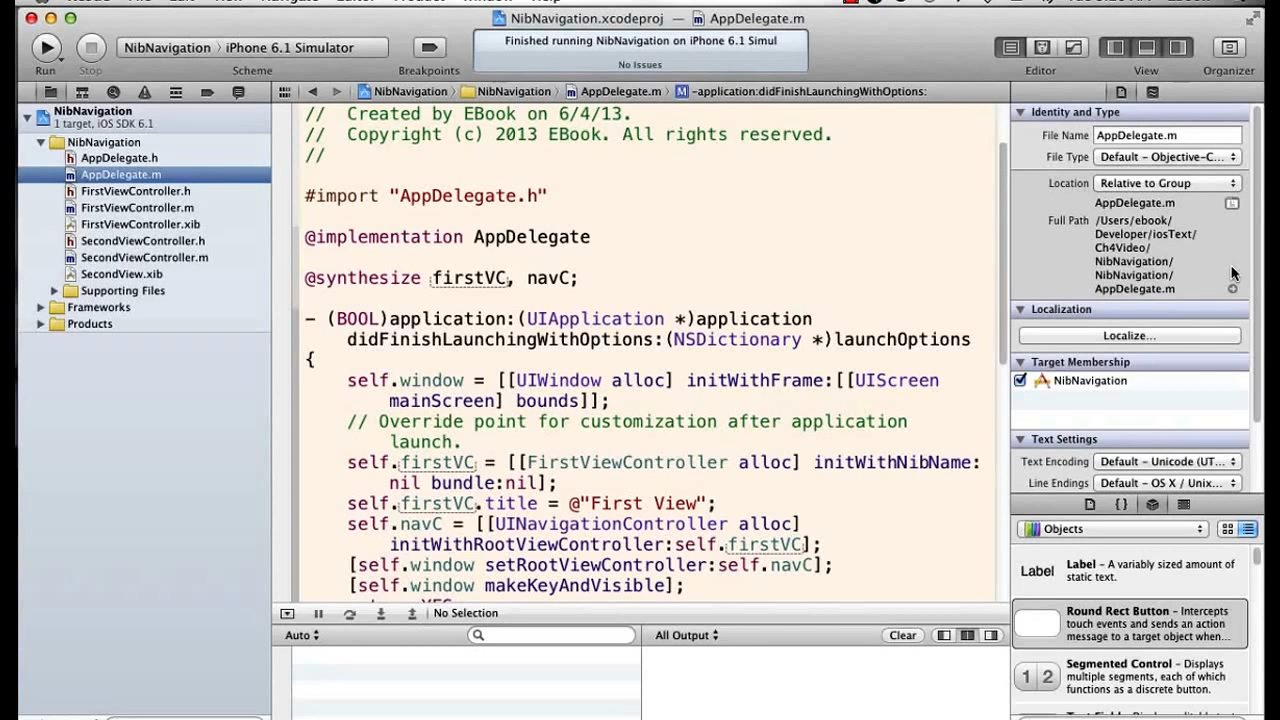 NibNavigation.xcodeproj — AppDelegate.m
NibNavigation 〉 iPhone 6.1 Simulator
Finished running NibNavigation on iPhone 6.1 Simul
No Issues
Run
Stop
Scheme
Breakpoints
Editor
View
Organizer
NibNavigation
NibNavigation
AppDelegate.m
M
-application:didFinishLaunchingWithOptions:
NibNavigation
1 target, iOS SDK 6.1
NibNavigation
h AppDelegate.h
m AppDelegate.m
h FirstViewController.h
m FirstViewController.m
FirstViewController.xib
h SecondViewController.h
m SecondViewController.m
SecondView.xib
Supporting Files
Frameworks
Products
//  Created by EBook on 6/4/13.
//  Copyright (c) 2013 EBook. All rights reserved.
//
#import "AppDelegate.h"
@implementation AppDelegate
@synthesize firstVC, navC;
- (BOOL)application:(UIApplication *)application
didFinishLaunchingWithOptions:(NSDictionary *)launchOptions
{
self.window = [[UIWindow alloc] initWithFrame:[[UIScreen
mainScreen] bounds]];
// Override point for customization after application
launch.
self.firstVC = [[FirstViewController alloc] initWithNibName:
nil bundle:nil];
self.firstVC.title = @"First View";
self.navC = [[UINavigationController alloc]
initWithRootViewController:self.firstVC];
[self.window setRootViewController:self.navC];
[self.window makeKeyAndVisible];
No Selection
Auto
All Output
Clear
Identity and Type
File Name AppDelegate.m
File Type Default - Objective-C...
Location Relative to Group
AppDelegate.m
Full Path /Users/ebook/
Developer/iosText/
Ch4Video/
NibNavigation/
NibNavigation/
AppDelegate.m
Localization
Localize...
Target Membership
NibNavigation
Text Settings
Text Encoding Default - Unicode (UT...
Line Endings Default - OS X / Unix...
{ }
Objects
Label
Label - A variably sized amount of
static text.
Round Rect Button - Intercepts
touch events and sends an action
message to a target object when...
1 2
Segmented Control - Displays
multiple segments, each of which
functions as a discrete button.